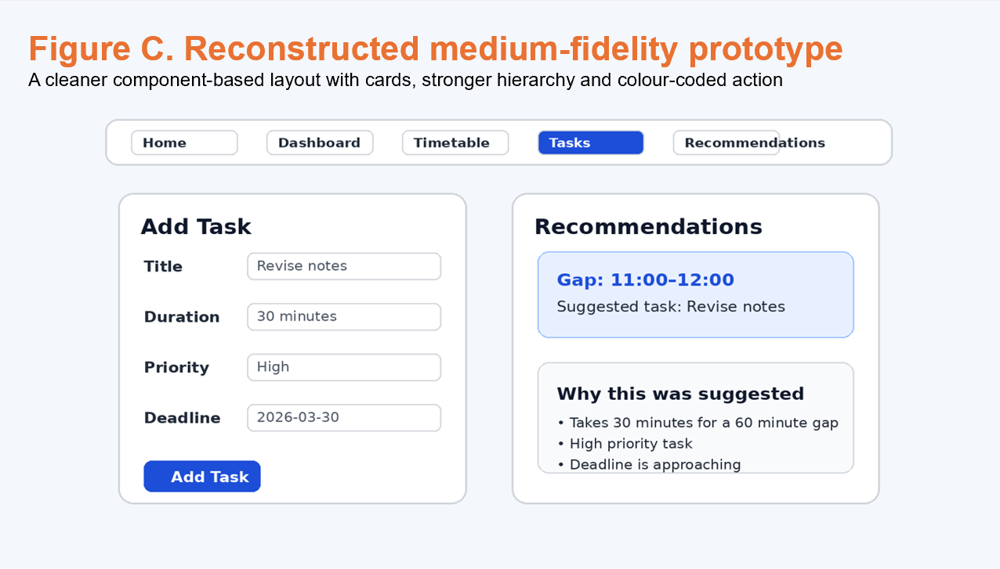 Figure C. Reconstructed medium-fidelity prototype
A cleaner component-based layout with cards, stronger hierarchy and colour-coded action
Home
Dashboard
Timetable
Tasks
Recommendations
Add Task
Title
Revise notes
Duration
30 minutes
Priority
High
Deadline
2026-03-30
Add Task
Recommendations
Gap: 11:00–12:00
Suggested task: Revise notes
Why this was suggested
• Takes 30 minutes for a 60 minute gap
• High priority task
• Deadline is approaching